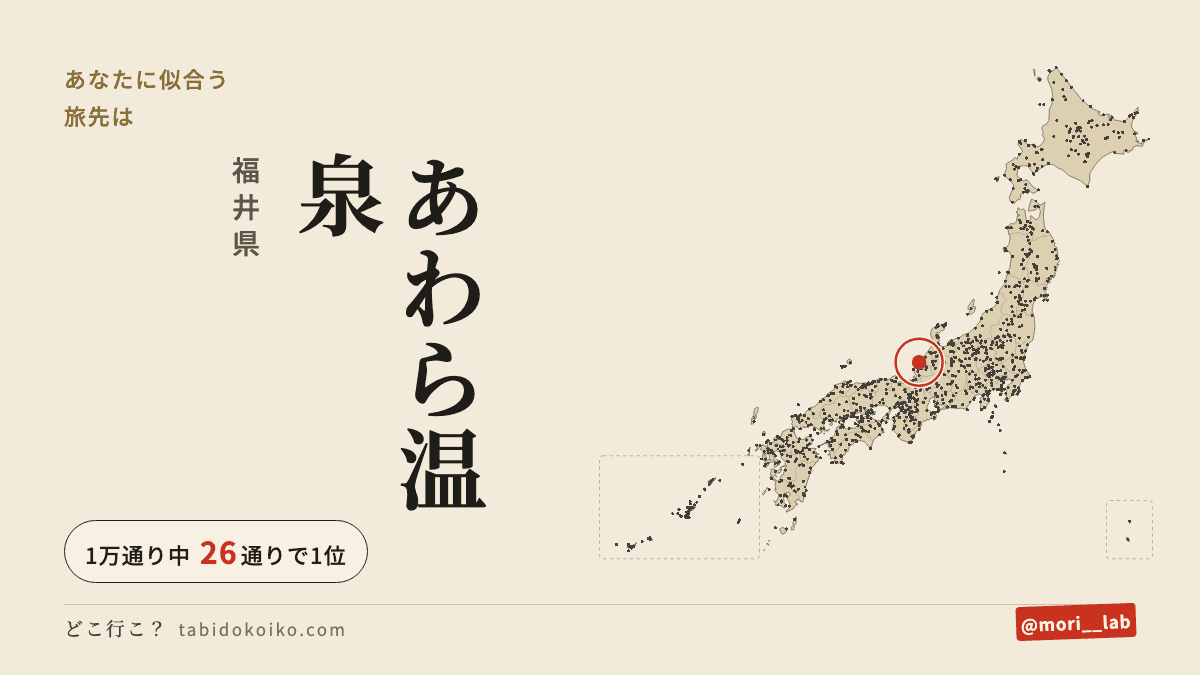 あなたに似合う
旅先は
あわら温
泉
福井県
1万通り中 26通りで1位
どこ行こ？ tabidokoiko.com
@mori__lab